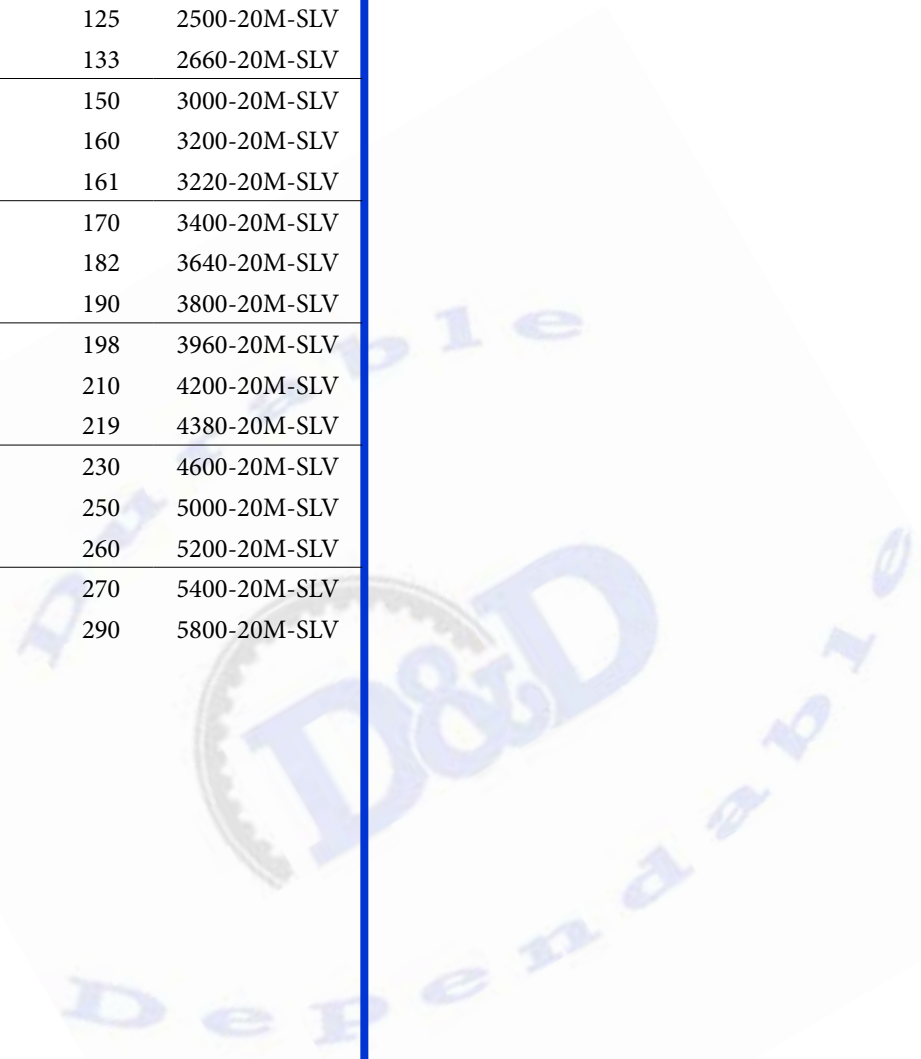 125 2500-20M-SLV
133 2660-20M-SLV
150 3000-20M-SLV
160 3200-20M-SLV
161 3220-20M-SLV
170 3400-20M-SLV
182 3640-20M-SLV
190 3800-20M-SLV
198 3960-20M-SLV
210 4200-20M-SLV
219 4380-20M-SLV
230 4600-20M-SLV
250 5000-20M-SLV
260 5200-20M-SLV
270 5400-20M-SLV
290 5800-20M-SLV
Durable
D&D
Dependable